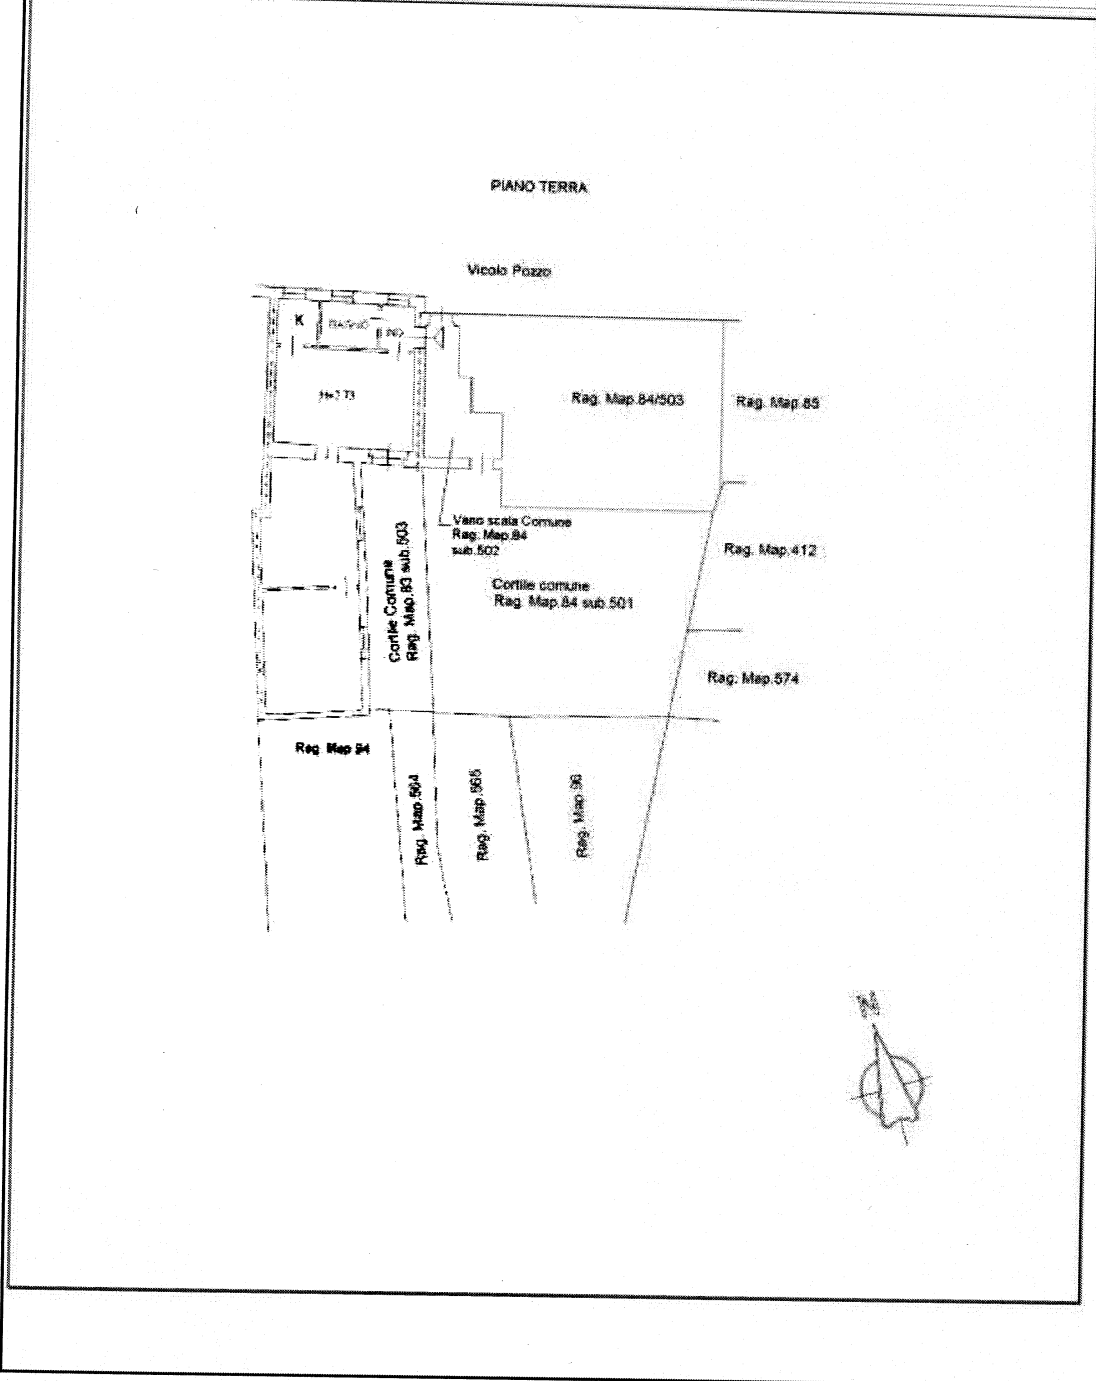 PIANO TERRA
Vicolo Pozzo
K
BAGNO
Rag. Map.84/503
Rag. Map.85
Vano scala Comune
Rag. Map.84
sub.502
Cortile Comune
Rag. Map.83 sub.503
Cortile comune
Rag. Map.84 sub.501
Rag. Map.412
Rag. Map.574
Rag. Map
Rag. Map.564
Rag. Map.565
Rag. Map.96
N